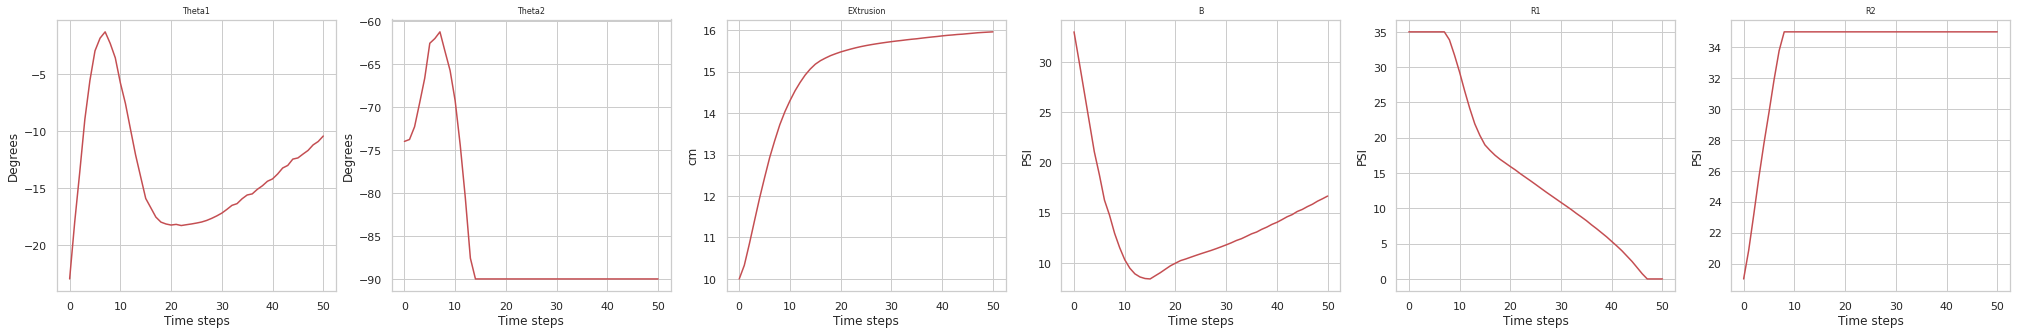 Theta1
Degrees
−5
−10
−15
−20
0 10 20 30 40 50
Time steps
Theta2
Degrees
−60
−65
−70
−75
−80
−85
−90
0 10 20 30 40 50
Time steps
EXtrusion
cm
16
15
14
13
12
11
10
0 10 20 30 40 50
Time steps
B
PSI
30
25
20
15
10
0 10 20 30 40 50
Time steps
R1
PSI
35
30
25
20
15
10
5
0
0 10 20 30 40 50
Time steps
R2
PSI
34
32
30
28
26
24
22
20
0 10 20 30 40 50
Time steps